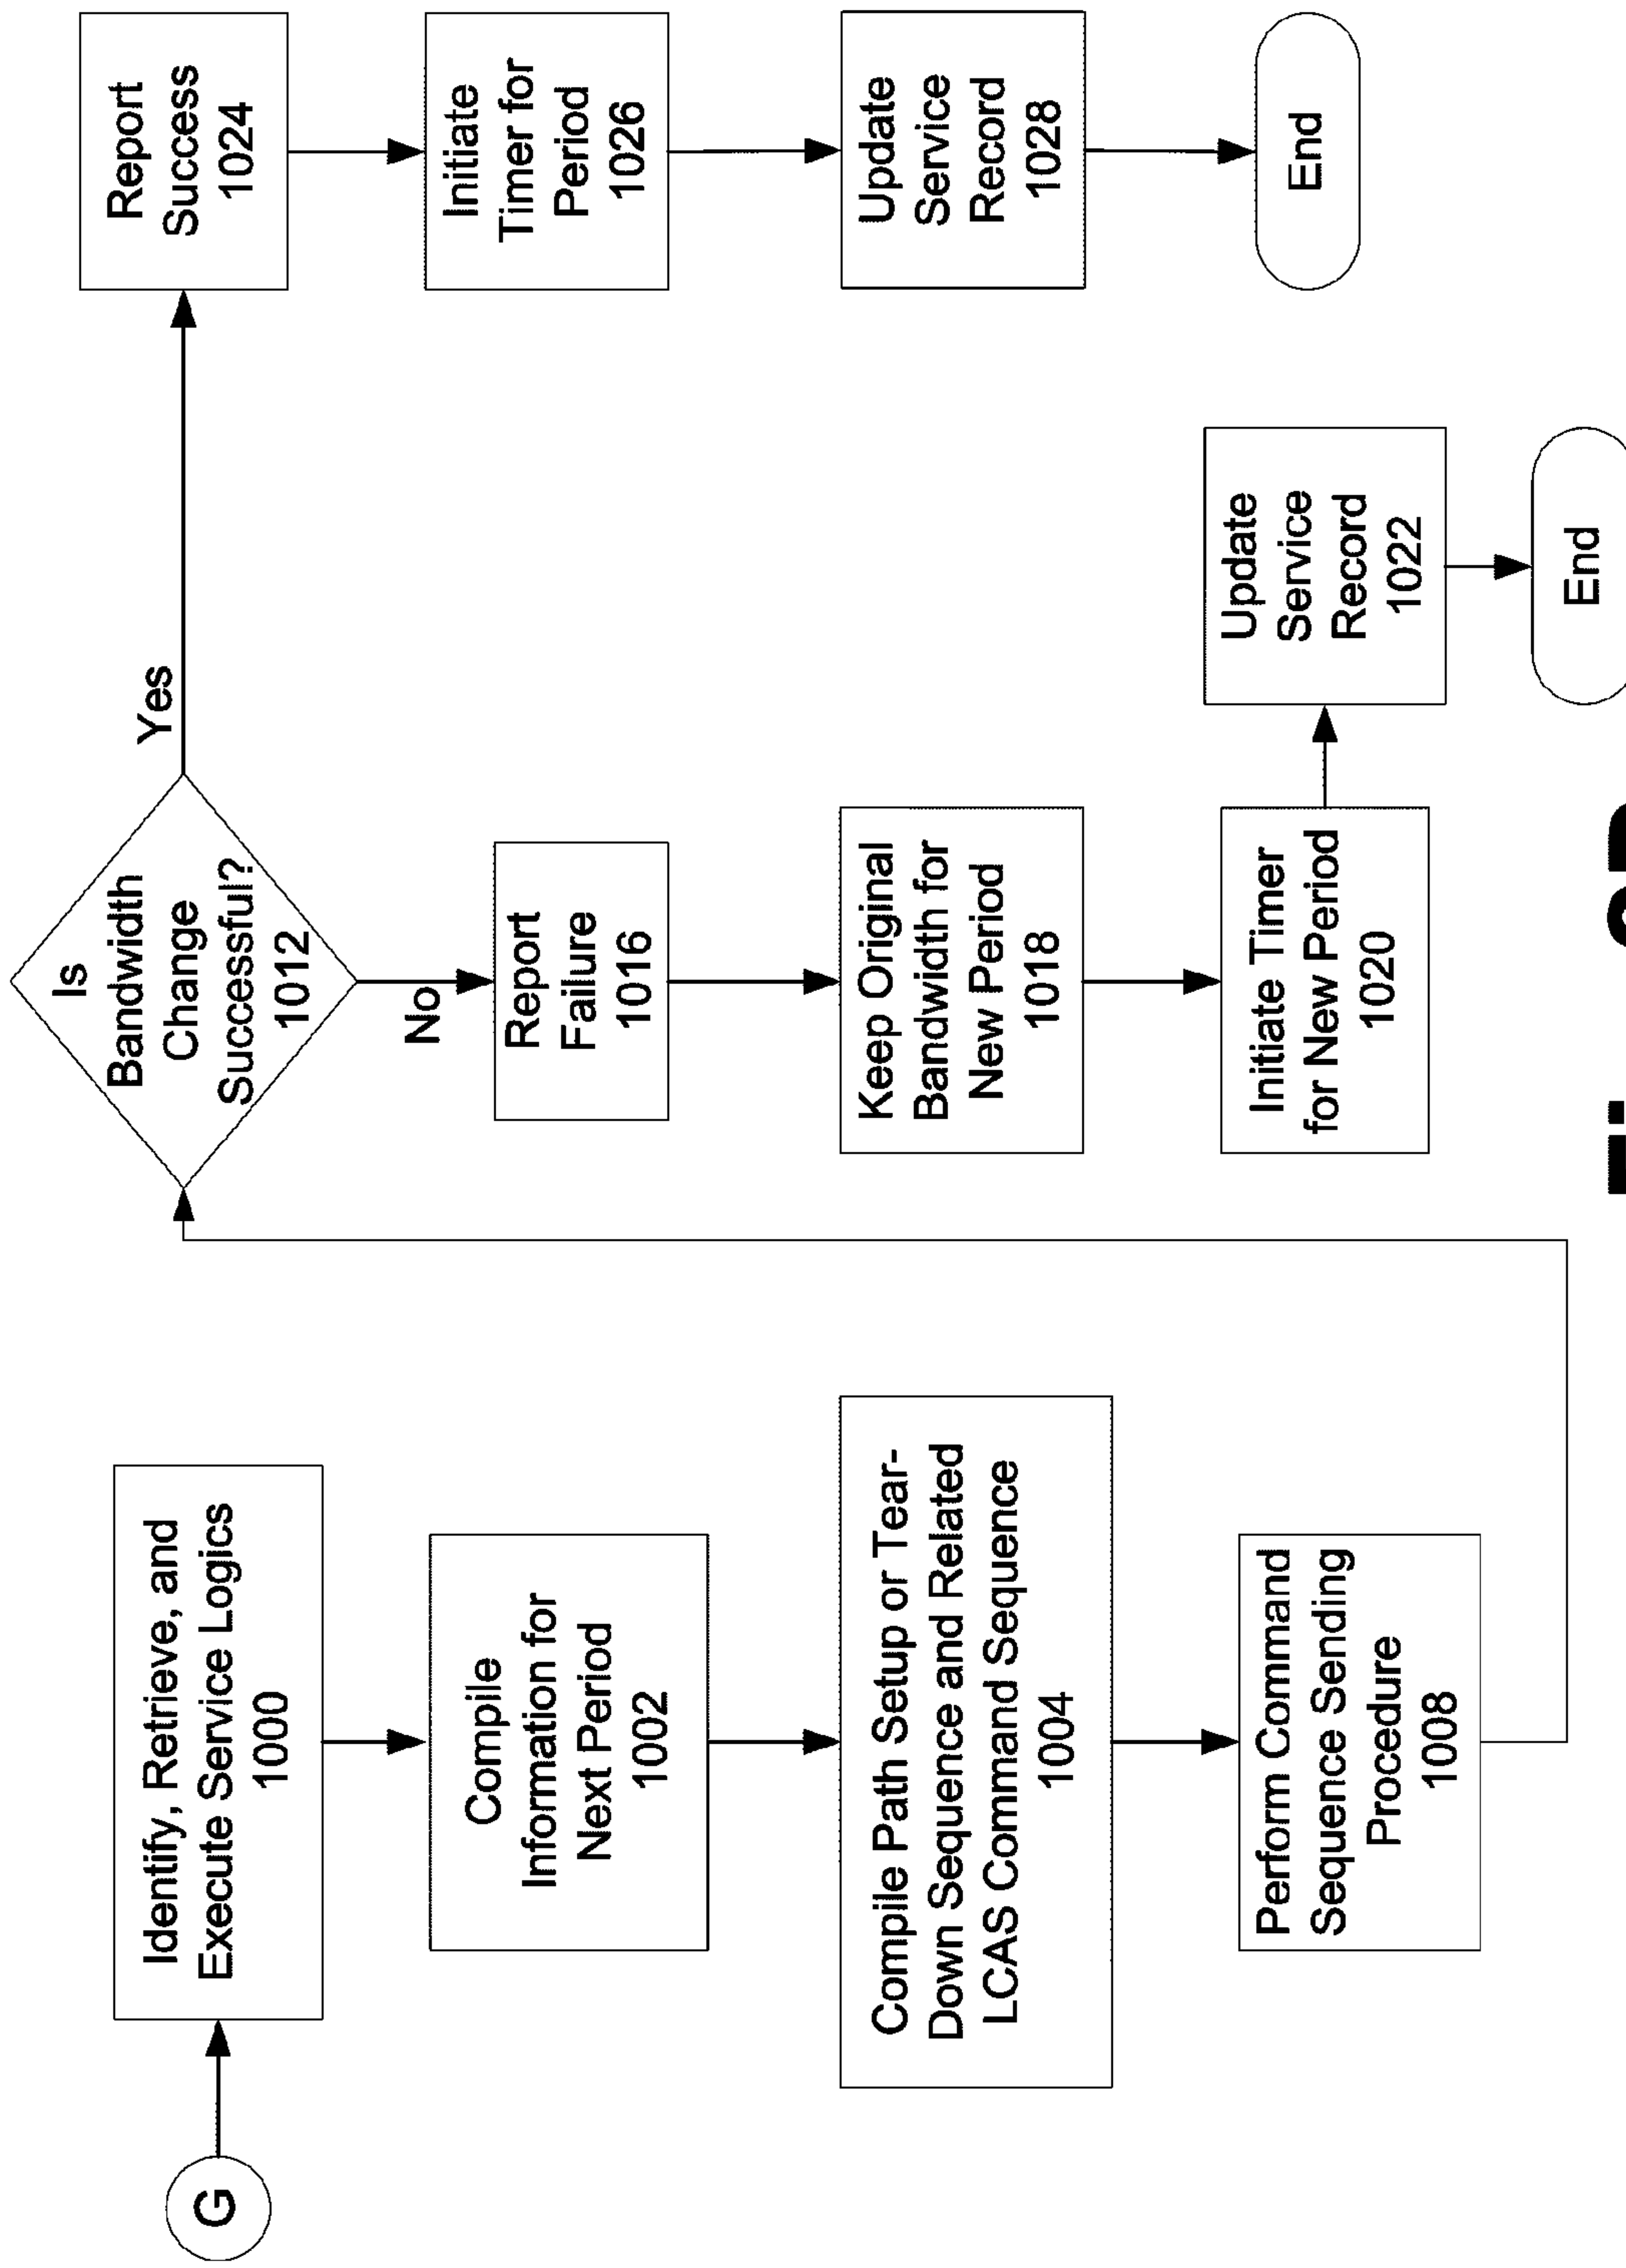 G
Identify, Retrieve, and
Execute Service Logics
1000
Compile
Information for
Next Period
1002
Compile Path Setup or Tear-
Down Sequence and Related
LCAS Command Sequence
1004
Perform Command
Sequence Sending
Procedure
1008
Is
Bandwidth
Change
Successful?
1012
Yes
No
Report
Failure
1016
Keep Original
Bandwidth for
New Period
1018
Initiate Timer
for New Period
1020
Update
Service
Record
1022
End
Report
Success
1024
Initiate
Timer for
Period
1026
Update
Service
Record
1028
End